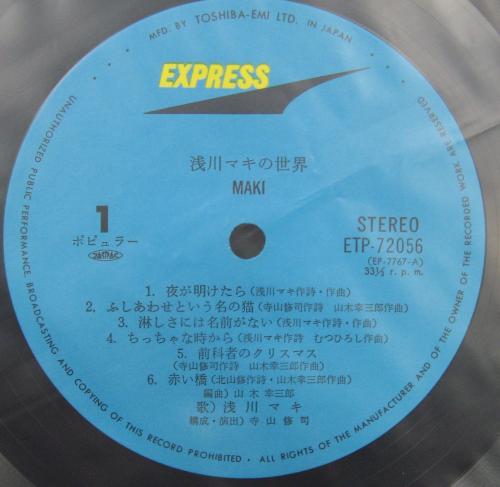 MFD. BY TOSHIBA-EMI LTD. IN JAPAN
EXPRESS
浅川マキの世界
MAKI
1
ポピュラー
JASRAC
STEREO
ETP-72056
(EP-7767-A)
33⅓ r. p. m.
1. 夜が明けたら(浅川マキ作詩・作曲)
2. ふしあわせという名の猫(寺山修司作詩 山木幸三郎作曲)
3. 淋しさには名前がない(浅川マキ作詩・作曲)
4. ちっちゃな時から(浅川マキ作詩 むつひろし作曲)
5. 前科者のクリスマス
(寺山修司作詩 山木幸三郎作曲)
6. 赤い橋(北山修作詩・山木幸三郎作曲)
編曲)山木幸三郎
歌)浅川マキ
構成・演出)寺山修司
UNAUTHORIZED PUBLIC PERFORMANCE BROADCASTING AND COPYING OF THIS RECORD PROHIBITED · ALL RIGHTS OF THE MANUFACTURER AND OF THE OWNER OF THE RECORDED WORK ARE RESERVED